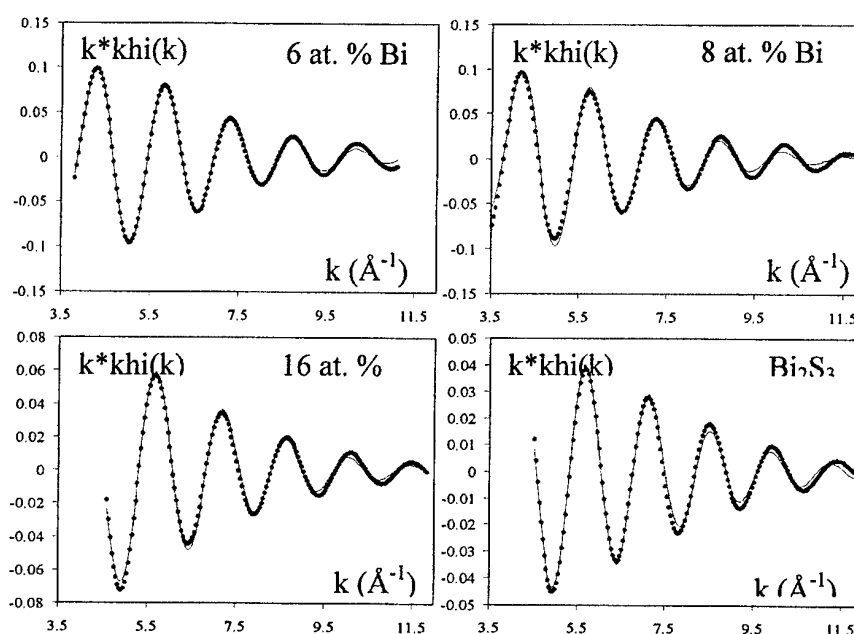 k*khi(k) 6 at. % Bi
0.15
0.1
0.05
0
-0.05
-0.1
-0.15
k (Å⁻¹)
3.5 5.5 7.5 9.5 11.5
k*khi(k) 8 at. % Bi
0.15
0.1
0.05
0
-0.05
-0.1
-0.15
k (Å⁻¹)
3.5 5.5 7.5 9.5 11.5
k*khi(k) 16 at. %
0.08
0.06
0.04
0.02
0
-0.02
-0.04
-0.06
-0.08
k (Å⁻¹)
3.5 5.5 7.5 9.5 11.5
k*khi(k) Bi₂S₃
0.05
0.04
0.03
0.02
0.01
0
-0.01
-0.02
-0.03
-0.04
-0.05
k (Å⁻¹)
3.5 5.5 7.5 9.5 11.5